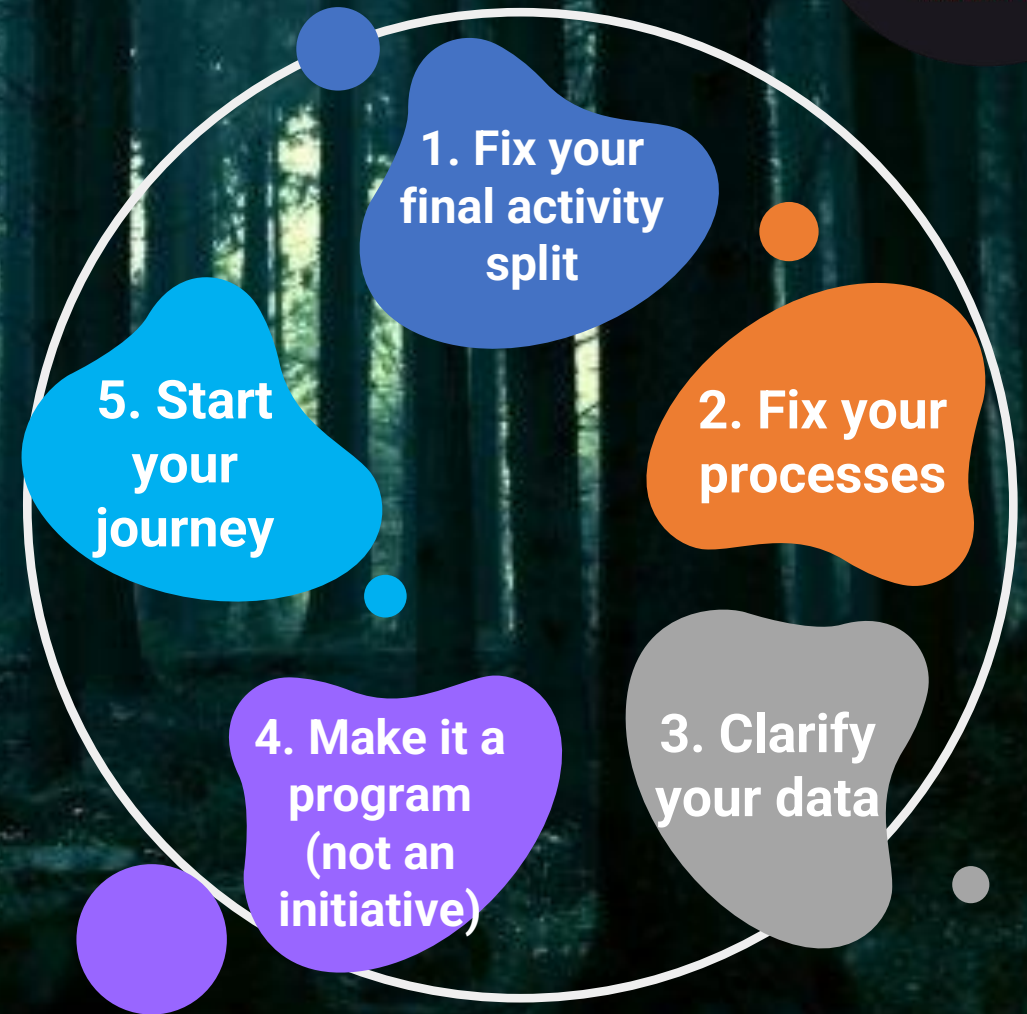 1. Fix your
final activity
split
2. Fix your
processes
3. Clarify
your data
4. Make it a
program
(not an
initiative)
5. Start
your
journey